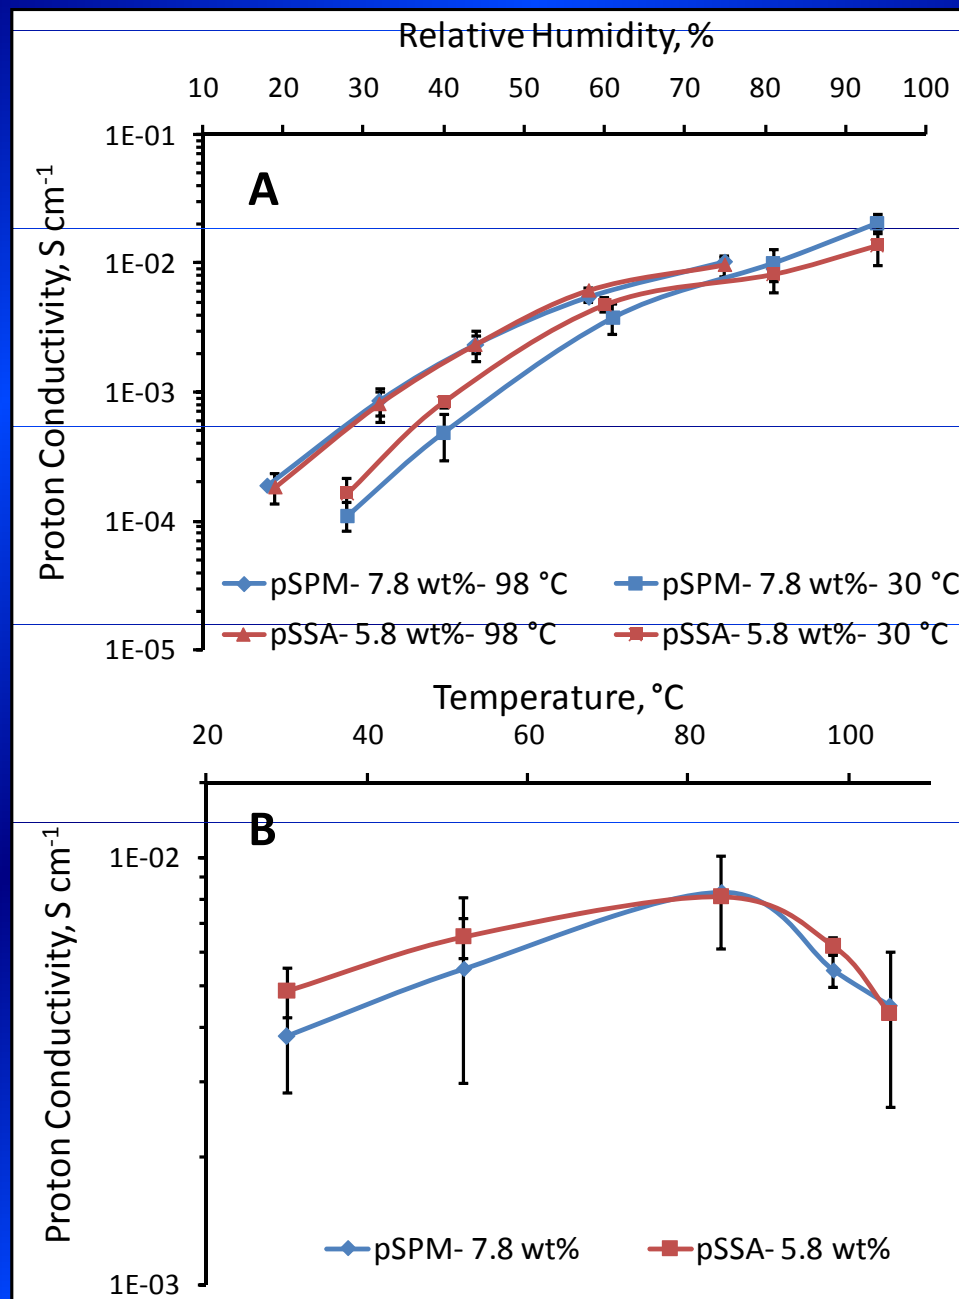 Relative Humidity, %
10 20 30 40 50 60 70 80 90 100
1E-01
A
1E-02
1E-03
1E-04
1E-05
Proton Conductivity, S cm-1
pSPM- 7.8 wt%- 98 °C pSPM- 7.8 wt%- 30 °C
pSSA- 5.8 wt%- 98 °C pSSA- 5.8 wt%- 30 °C
Temperature, °C
20 40 60 80 100
B
1E-02
1E-03
Proton Conductivity, S cm-1
pSPM- 7.8 wt% pSSA- 5.8 wt%